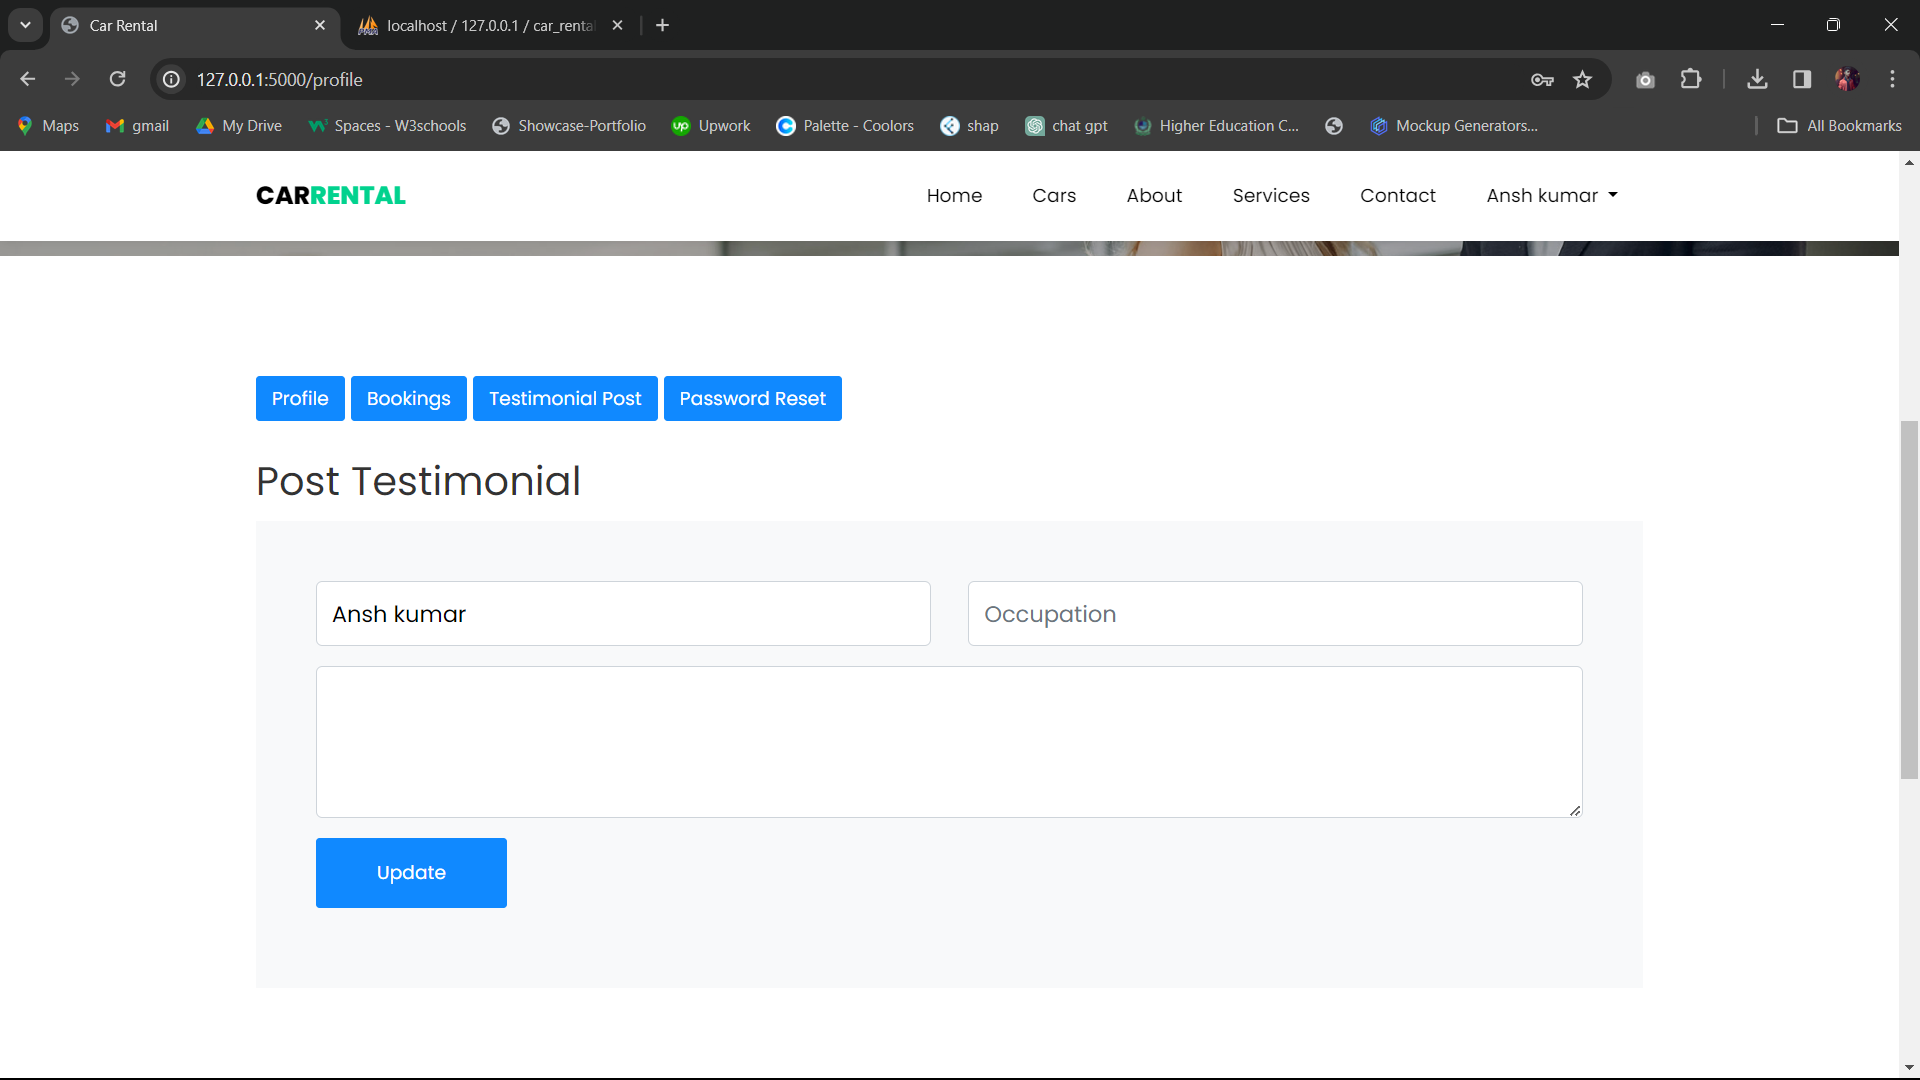 Car Rental
localhost / 127.0.0.1 / car_renta
127.0.0.1:5000/profile
Maps
gmail
My Drive
Spaces - W3schools
Showcase-Portfolio
up
Upwork
Palette - Coolors
shap
chat gpt
Higher Education C...
Mockup Generators...
All Bookmarks
CARRENTAL
Home
Cars
About
Services
Contact
Ansh kumar
Profile
Bookings
Testimonial Post
Password Reset
Post Testimonial
Ansh kumar
Occupation
Update